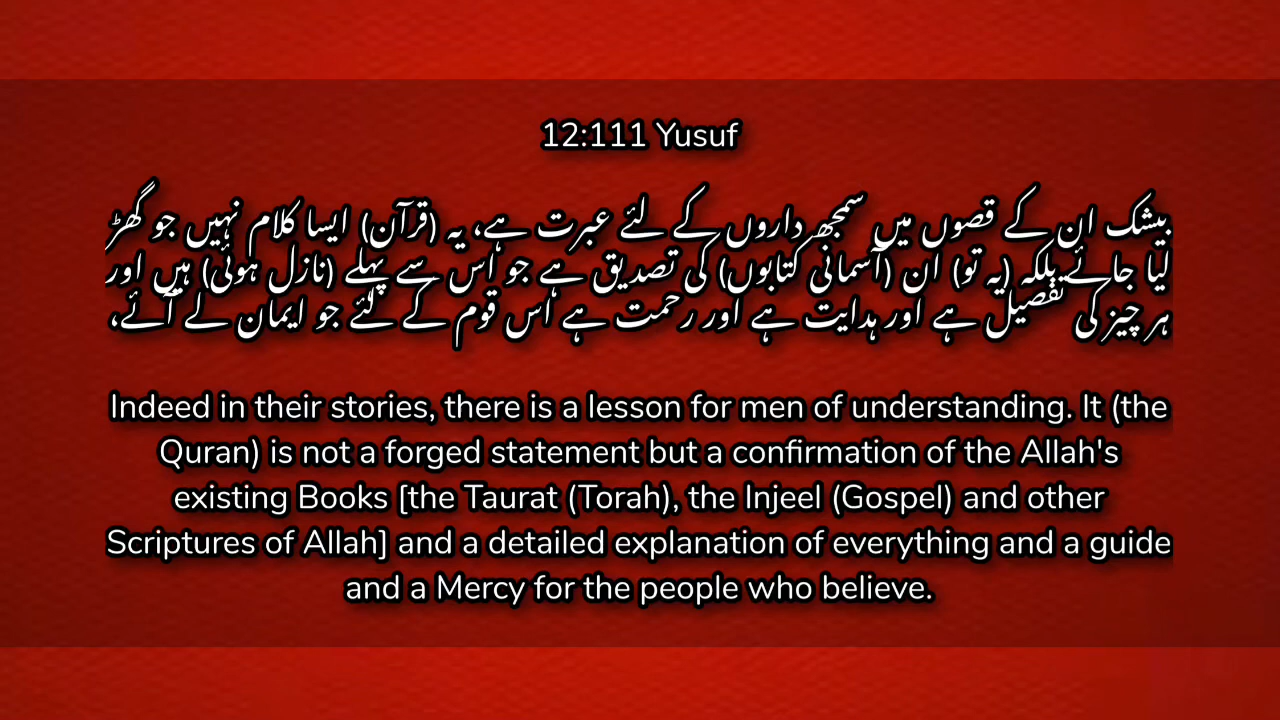 12:111 Yusuf
بیشک ان کے قصوں میں سمجھ داروں کے لئے عبرت ہے، یہ (قرآن) ایسا کلام نہیں جو گھڑ
لیا جائے بلکہ (یہ تو) ان (آسمانی کتابوں) کی تصدیق ہے جو اس سے پہلے (نازل ہوئی) ہیں اور
ہر چیز کی تفصیل ہے اور ہدایت ہے اور رحمت ہے اس قوم کے لئے جو ایمان لے آئے،
Indeed in their stories, there is a lesson for men of understanding. It (the
Quran) is not a forged statement but a confirmation of the Allah's
existing Books [the Taurat (Torah), the Injeel (Gospel) and other
Scriptures of Allah] and a detailed explanation of everything and a guide
and a Mercy for the people who believe.